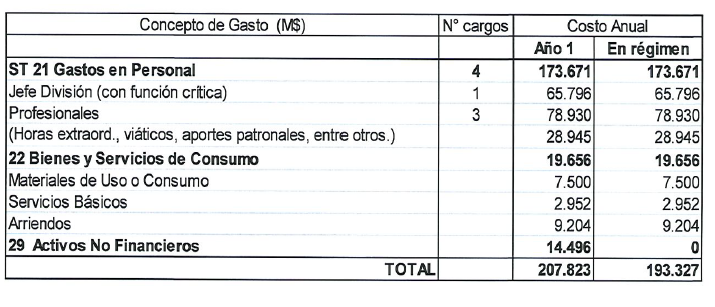 Concepto de Gasto (M$) N° cargos Costo Anual
Año 1 En régimen
ST 21 Gastos en Personal 4 173.671 173.671
Jefe División (con función crítica) 1 65.796 65.796
Profesionales 3 78.930 78.930
(Horas extraord., viáticos, aportes patronales, entre otros.) 28.945 28.945
22 Bienes y Servicios de Consumo 19.656 19.656
Materiales de Uso o Consumo 7.500 7.500
Servicios Básicos 2.952 2.952
Arriendos 9.204 9.204
29 Activos No Financieros 14.496 0
TOTAL 207.823 193.327